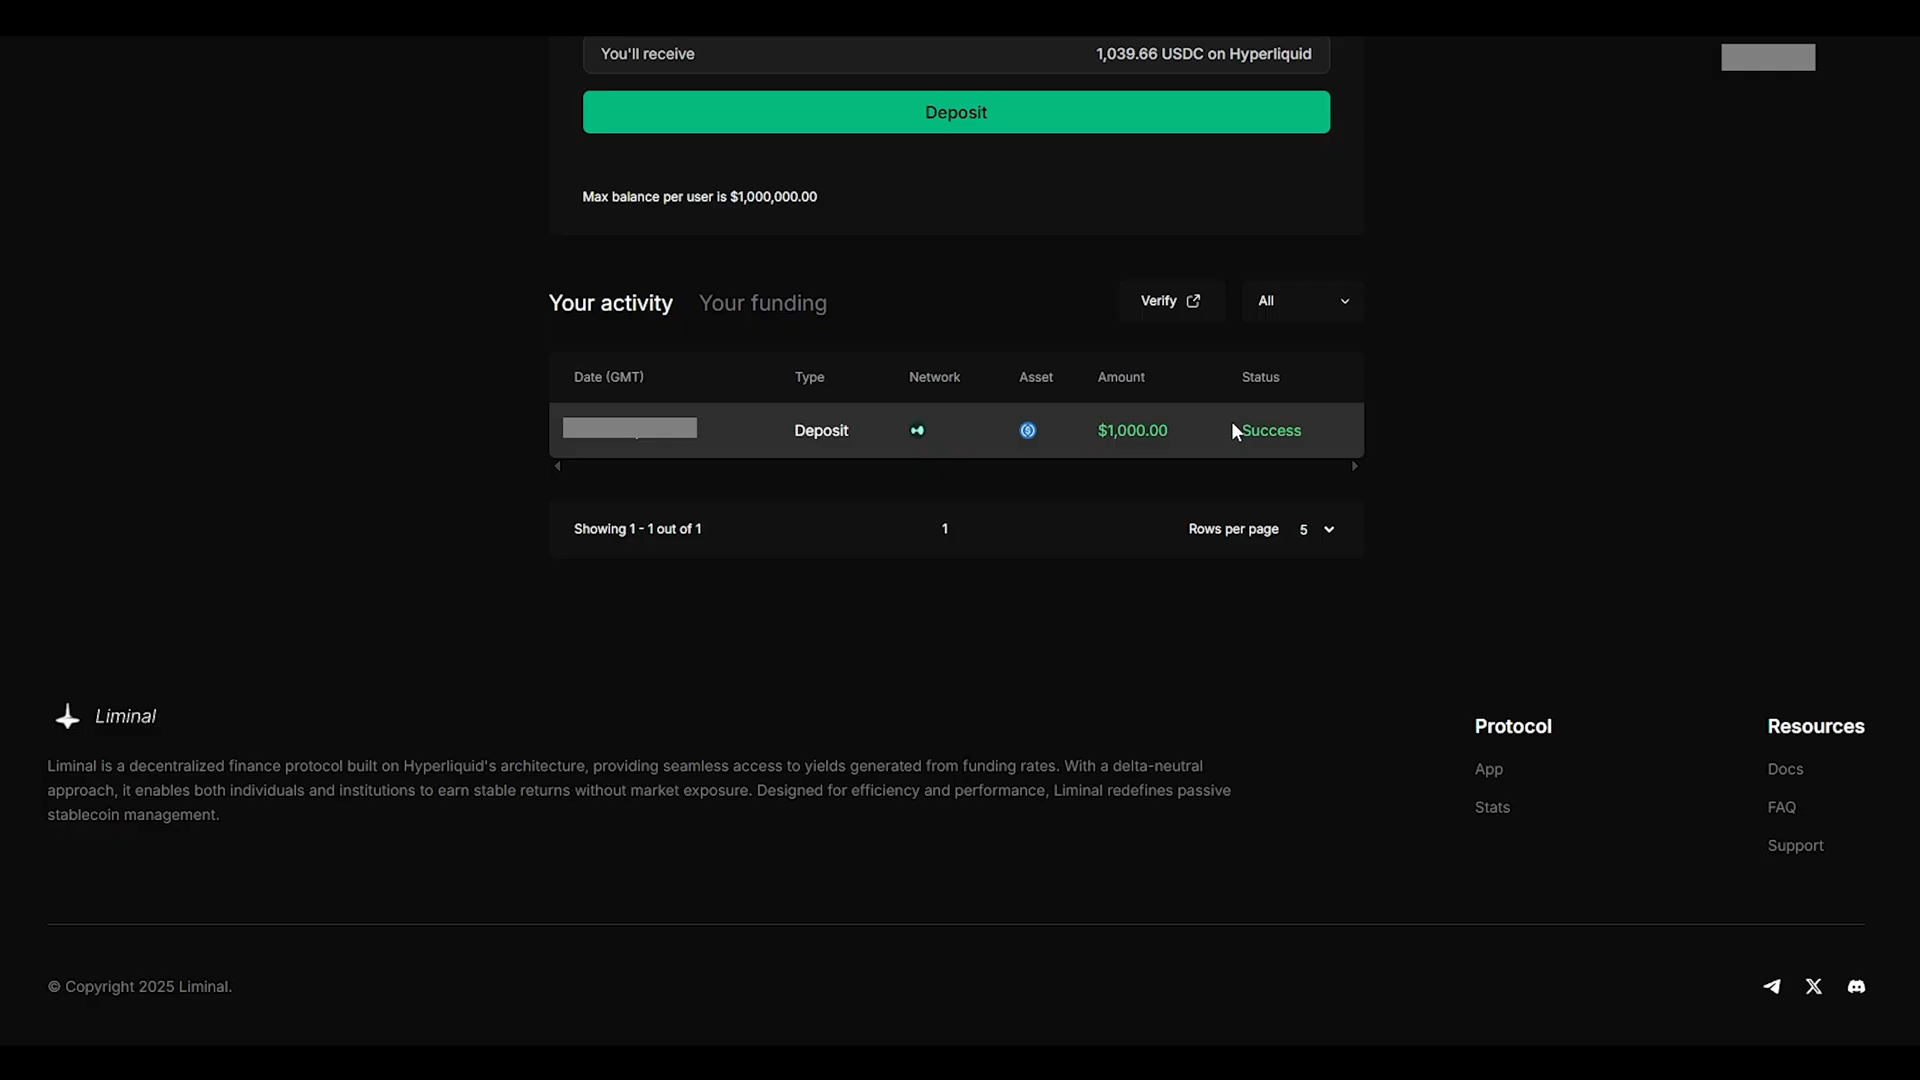 You'll receive 1,039.66 USDC on Hyperliquid
Deposit
Max balance per user is $1,000,000.00
Your activity Your funding Verify All
Date (GMT) Type Network Asset Amount Status
Deposit $1,000.00 Success
Showing 1 - 1 out of 1 1 Rows per page 5
Liminal
Liminal is a decentralized finance protocol built on Hyperliquid's architecture, providing seamless access to yields generated from funding rates. With a delta-neutral
approach, it enables both individuals and institutions to earn stable returns without market exposure. Designed for efficiency and performance, Liminal redefines passive
stablecoin management.
Protocol
App
Stats
Resources
Docs
FAQ
Support
© Copyright 2025 Liminal.